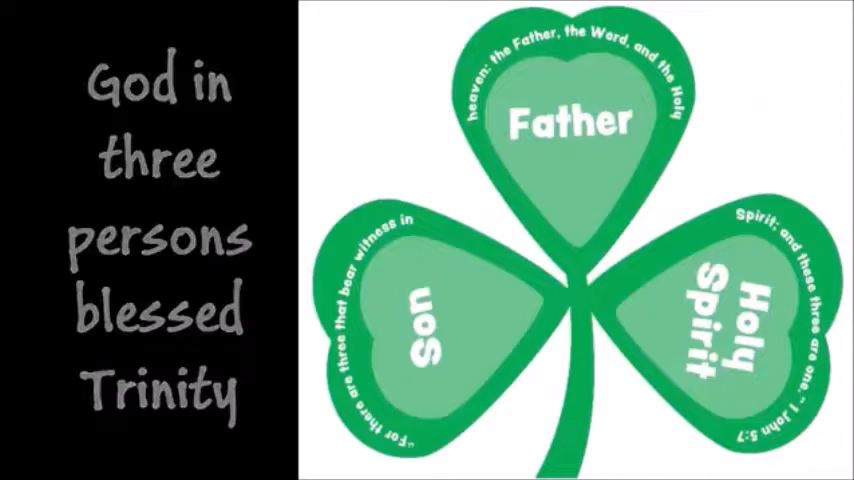 God in
three
persons
blessed
Trinity
"For there are three that bear witness in
heaven: the Father, the Word, and the Holy
Spirit; and these three are one." 1 John 5:7
Father
Son
Holy
Spirit